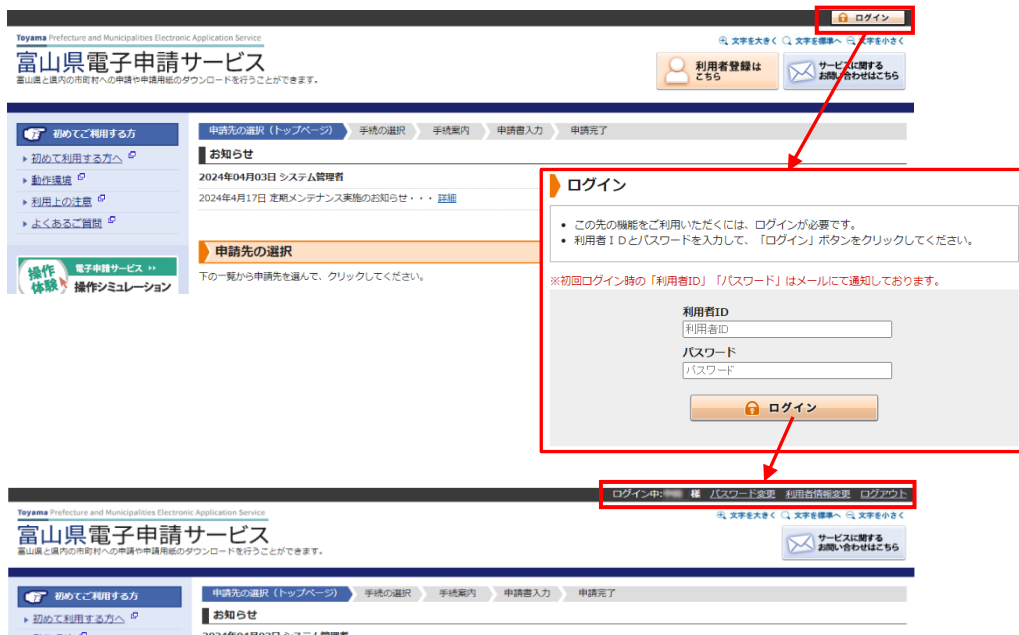 ログイン
Toyama Prefecture and Municipalities Electronic Application Service
文字を大きく 文字を標準へ 文字を小さく
富山県電子申請サービス
富山県と県内の市町村への申請や申請用紙のダウンロードを行うことができます。
利用者登録は
こちら
サービスに関する
お問い合わせはこちら
初めてご利用する方
初めて利用する方へ
動作環境
利用上の注意
よくあるご質問
操作
体験
電子申請サービス
操作シミュレーション
申請先の選択（トップページ） 手続の選択 手続案内 申請書入力 申請完了
お知らせ
2024年04月03日 システム管理者
2024年4月17日 定期メンテナンス実施のお知らせ・・・ 詳細
申請先の選択
下の一覧から申請先を選んで、クリックしてください。
ログイン
• この先の機能をご利用いただくには、ログインが必要です。
• 利用者ＩＤとパスワードを入力して、「ログイン」ボタンをクリックしてください。
※初回ログイン時の「利用者ID」「パスワード」はメールにて通知しております。
利用者ID
利用者ID
パスワード
パスワード
ログイン
ログイン中: 様 パスワード変更 利用者情報変更 ログアウト
Toyama Prefecture and Municipalities Electronic Application Service
文字を大きく 文字を標準へ 文字を小さく
富山県電子申請サービス
富山県と県内の市町村への申請や申請用紙のダウンロードを行うことができます。
サービスに関する
お問い合わせはこちら
初めてご利用する方
初めて利用する方へ
申請先の選択（トップページ） 手続の選択 手続案内 申請書入力 申請完了
お知らせ
2024年04月03日 システム管理者